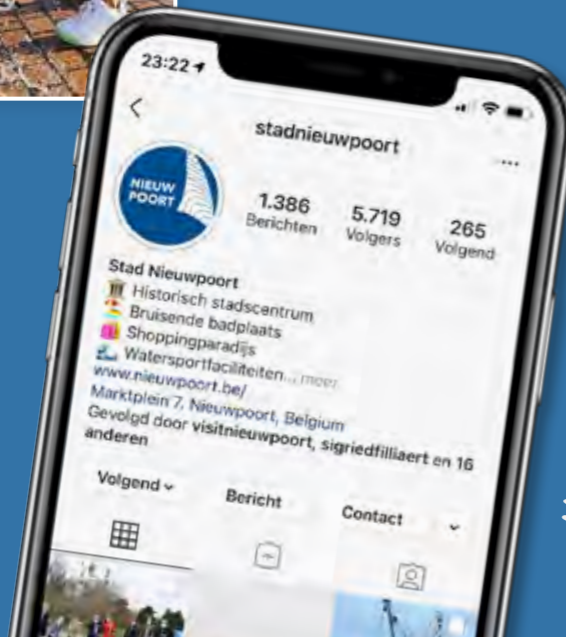 23:22
stadnieuwpoort
NIEUW
POORT
1.386
Berichten
5.719
Volgers
265
Volgend
Stad Nieuwpoort
Historisch stadscentrum
Bruisende badplaats
Shoppingparadijs
Watersportfaciliteiten... meer
www.nieuwpoort.be/
Marktplein 7, Nieuwpoort, Belgium
Gevolgd door visitnieuwpoort, sigriedfilliaert en 16
anderen
Volgend
Bericht
Contact